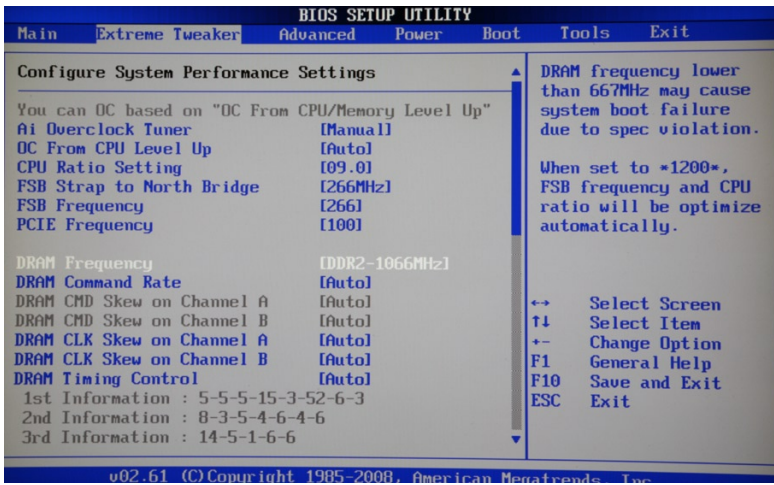 BIOS SETUP UTILITY
Main Extreme Tweaker Advanced Power Boot Tools Exit
Configure System Performance Settings
You can OC based on "OC From CPU/Memory Level Up"
Ai Overclock Tuner [Manual]
OC From CPU Level Up [Auto]
CPU Ratio Setting [09.0]
FSB Strap to North Bridge [266MHz]
FSB Frequency [266]
PCIE Frequency [100]
DRAM Frequency [DDR2-1066MHz]
DRAM Command Rate [Auto]
DRAM CMD Skew on Channel A [Auto]
DRAM CMD Skew on Channel B [Auto]
DRAM CLK Skew on Channel A [Auto]
DRAM CLK Skew on Channel B [Auto]
DRAM Timing Control [Auto]
1st Information : 5-5-5-15-3-52-6-3
2nd Information : 8-3-5-4-6-4-6
3rd Information : 14-5-1-6-6
DRAM frequency lower
than 667MHz may cause
system boot failure
due to spec violation.
When set to *1200*,
FSB frequency and CPU
ratio will be optimize
automatically.
↔ Select Screen
↑↓ Select Item
+- Change Option
F1 General Help
F10 Save and Exit
ESC Exit
v02.61 (C)Copyright 1985-2008, American Megatrends, Inc.